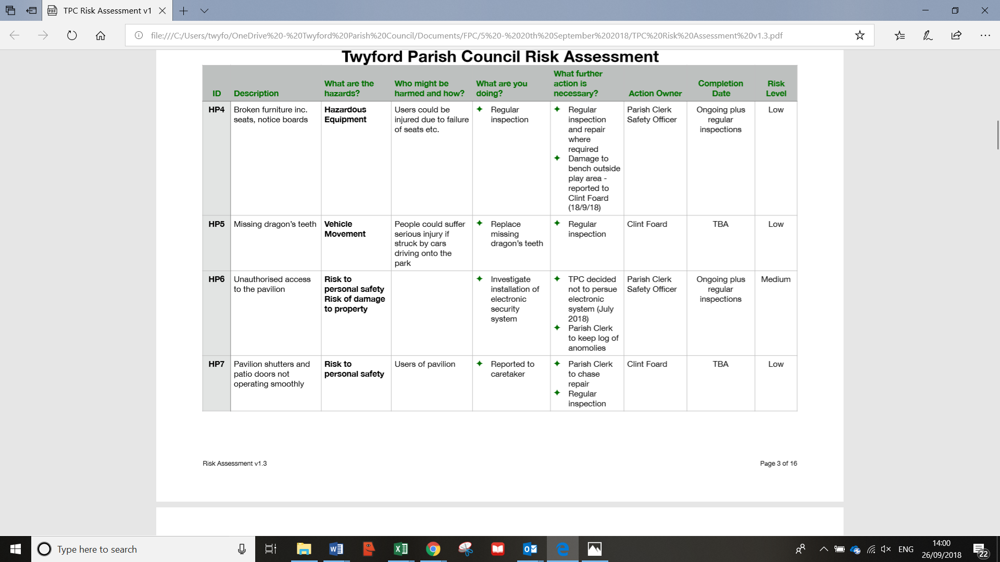 TPC Risk Assessment v1
file:///C:/Users/twyfo/OneDrive%20-%20Twyford%20Parish%20Council/Documents/FPC/5%20-%2020th%20September%202018/TPC%20Risk%20Assessment%20v1.3.pdf
Twyford Parish Council Risk Assessment
ID
Description
What are the
hazards?
Who might be
harmed and how?
What are you
doing?
What further
action is
necessary?
Action Owner
Completion
Date
Risk
Level
HP4
Broken furniture inc.
seats, notice boards
Hazardous
Equipment
Users could be
injured due to failure
of seats etc.
Regular
inspection
Regular
inspection
and repair
where
required
Damage to
bench outside
play area -
reported to
Clint Foard
(18/9/18)
Parish Clerk
Safety Officer
Ongoing plus
regular
inspections
Low
HP5
Missing dragon's teeth
Vehicle
Movement
People could suffer
serious injury if
struck by cars
driving onto the
park
Replace
missing
dragon's teeth
Regular
inspection
Clint Foard
TBA
Low
HP6
Unauthorised access
to the pavilion
Risk to
personal safety
Risk of damage
to property
Investigate
installation of
electronic
security
system
TPC decided
not to persue
electronic
system (July
2018)
Parish Clerk
to keep log of
anomolies
Parish Clerk
Safety Officer
Ongoing plus
regular
inspections
Medium
HP7
Pavilion shutters and
patio doors not
operating smoothly
Risk to
personal safety
Users of pavilion
Reported to
caretaker
Parish Clerk
to chase
repair
Regular
inspection
Clint Foard
TBA
Low
Risk Assessment v1.3
Page 3 of 16
Type here to search
ENG
14:00
26/09/2018
22